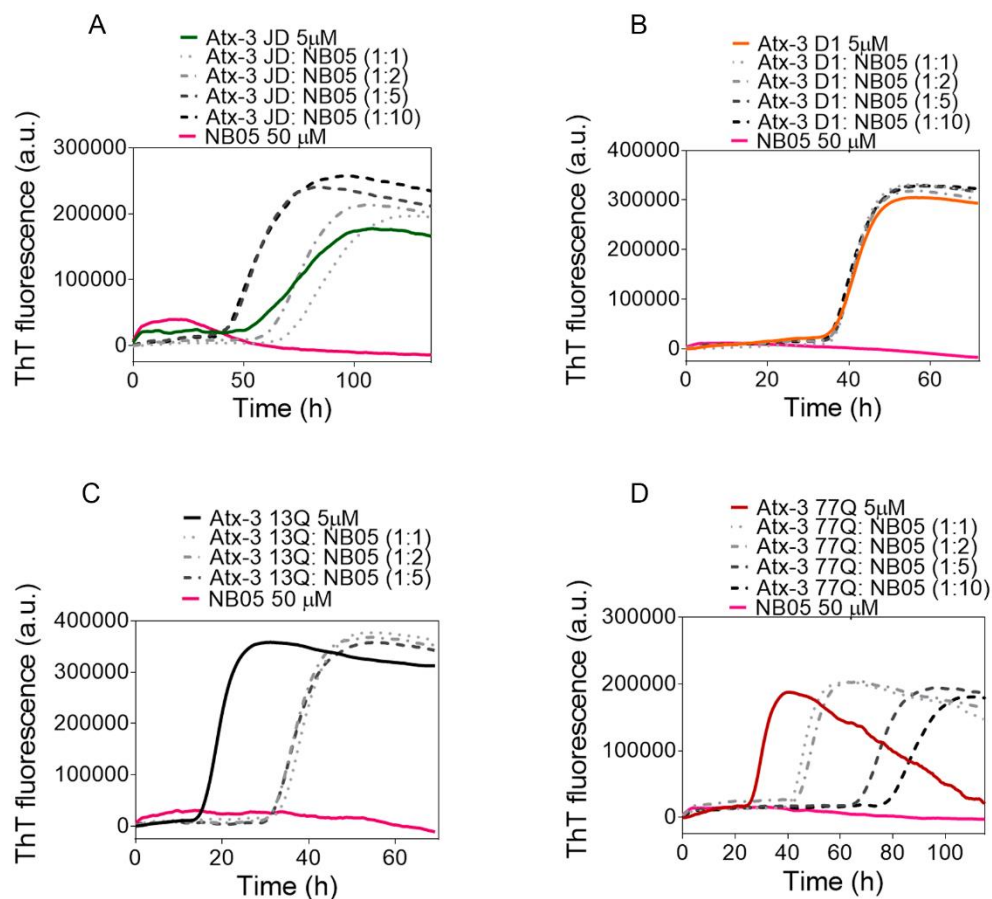 A
Atx-3 JD 5μM
Atx-3 JD: NB05 (1:1)
Atx-3 JD: NB05 (1:2)
Atx-3 JD: NB05 (1:5)
Atx-3 JD: NB05 (1:10)
NB05 50 μM
ThT fluorescence (a.u.)
300000
200000
100000
0
0 50 100
Time (h)
B
Atx-3 D1 5μM
Atx-3 D1: NB05 (1:1)
Atx-3 D1: NB05 (1:2)
Atx-3 D1: NB05 (1:5)
Atx-3 D1: NB05 (1:10)
NB05 50 μM
ThT fluorescence (a.u.)
400000
300000
200000
100000
0
0 20 40 60
Time (h)
C
Atx-3 13Q 5μM
Atx-3 13Q: NB05 (1:1)
Atx-3 13Q: NB05 (1:2)
Atx-3 13Q: NB05 (1:5)
NB05 50 μM
ThT fluorescence (a.u.)
400000
300000
200000
100000
0
0 20 40 60
Time (h)
D
Atx-3 77Q 5μM
Atx-3 77Q: NB05 (1:1)
Atx-3 77Q: NB05 (1:2)
Atx-3 77Q: NB05 (1:5)
Atx-3 77Q: NB05 (1:10)
NB05 50 μM
ThT fluorescence (a.u.)
300000
200000
100000
0
0 20 40 60 80 100
Time (h)